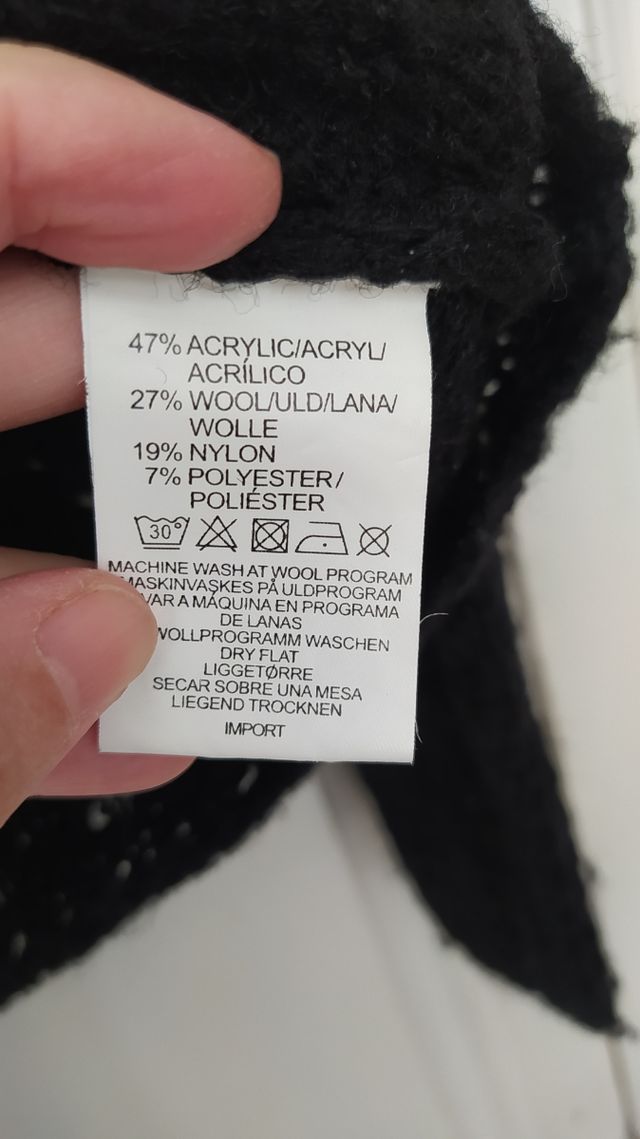 47% ACRYLIC/ACRYL/
ACRÍLICO
27% WOOL/ULD/LANA/
WOLLE
19% NYLON
7% POLYESTER/
POLIÉSTER
30°
MACHINE WASH AT WOOL PROGRAM
MASKINVASKES PÅ ULDPROGRAM
A MÁQUINA EN PROGRAMA
DE LANAS
WOLLPROGRAMM WASCHEN
DRY FLAT
LIGGETØRRE
SECAR SOBRE UNA MESA
LIEGEND TROCKNEN
IMPORT